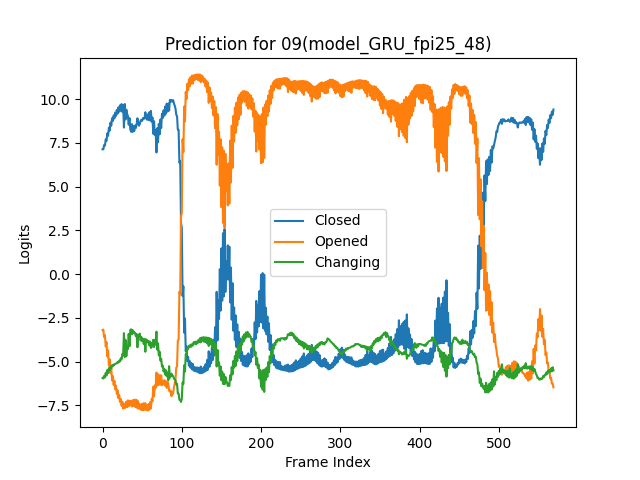 Prediction for 09(model_GRU_fpi25_48)
Logits
10.0
7.5
5.0
2.5
0.0
−2.5
−5.0
−7.5
Closed
Opened
Changing
0 100 200 300 400 500
Frame Index